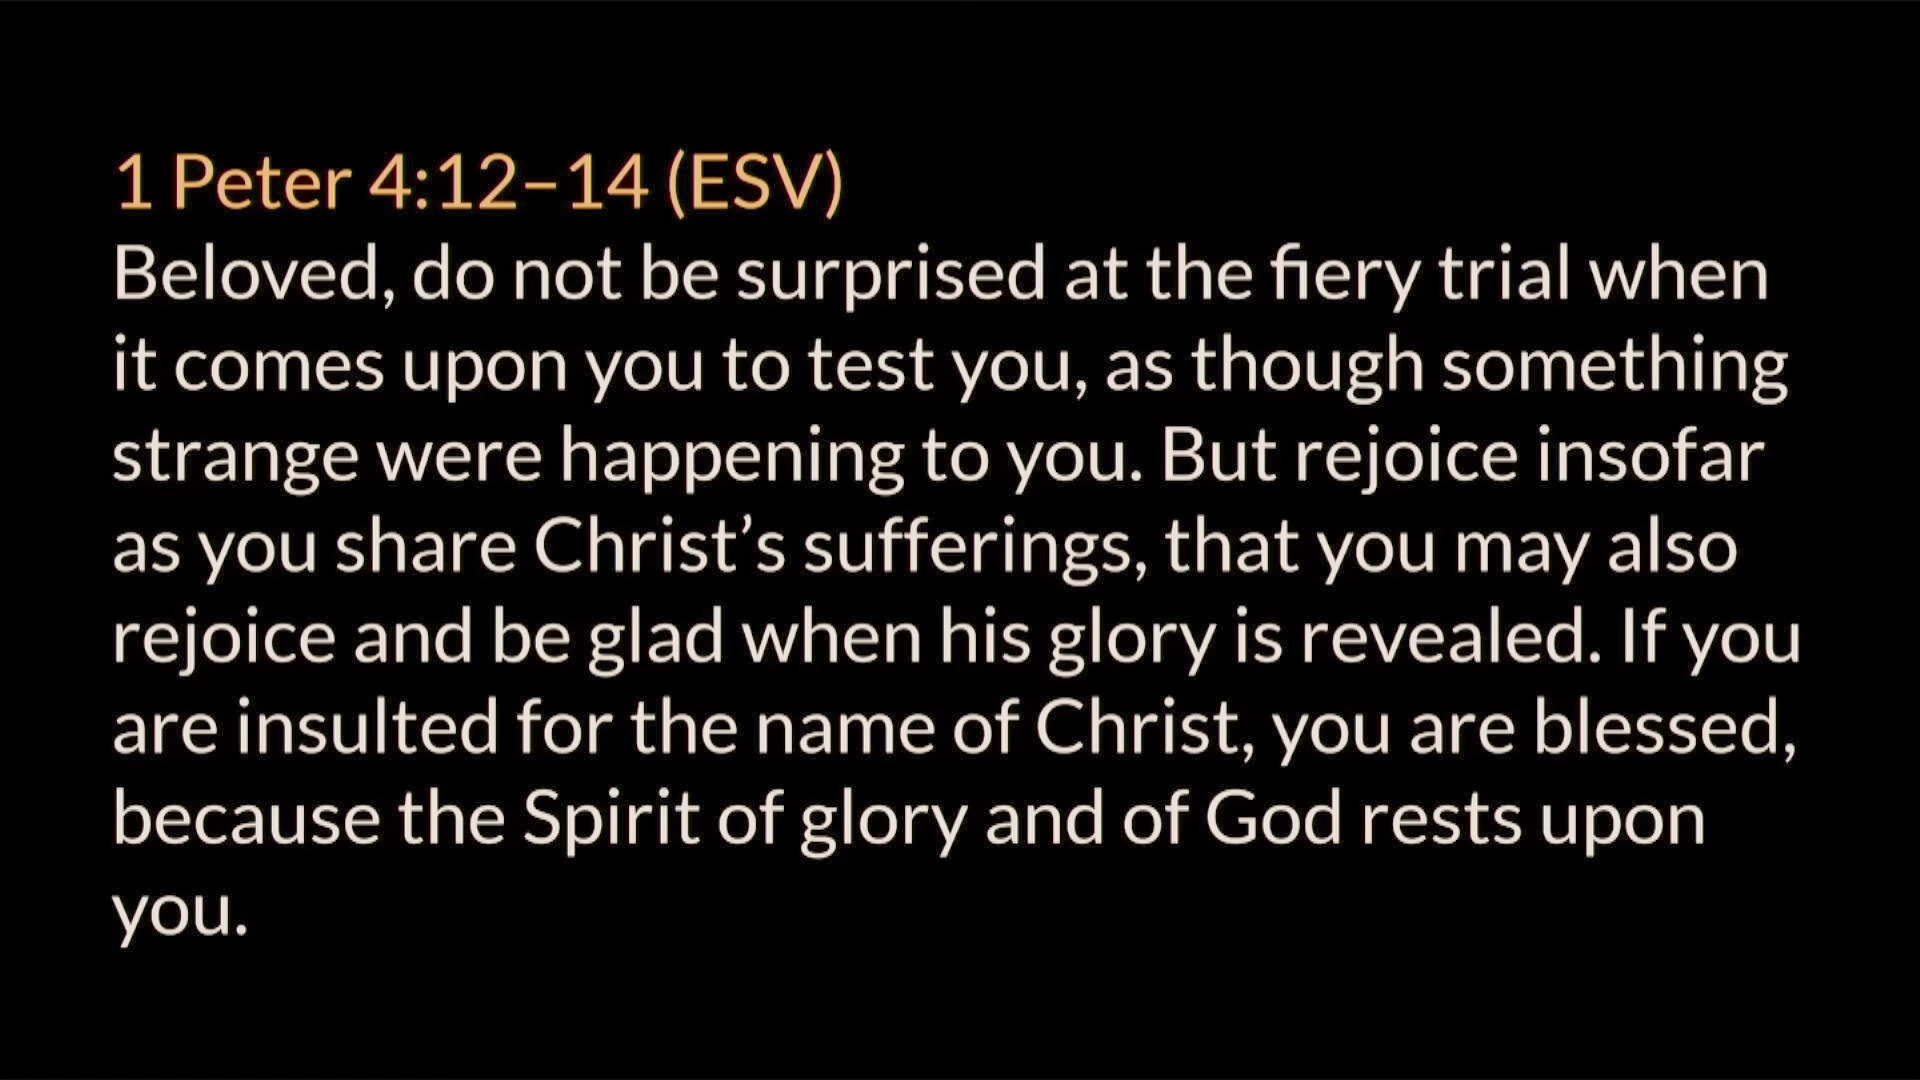 1 Peter 4:12–14 (ESV)
Beloved, do not be surprised at the fiery trial when
it comes upon you to test you, as though something
strange were happening to you. But rejoice insofar
as you share Christ’s sufferings, that you may also
rejoice and be glad when his glory is revealed. If you
are insulted for the name of Christ, you are blessed,
because the Spirit of glory and of God rests upon
you.